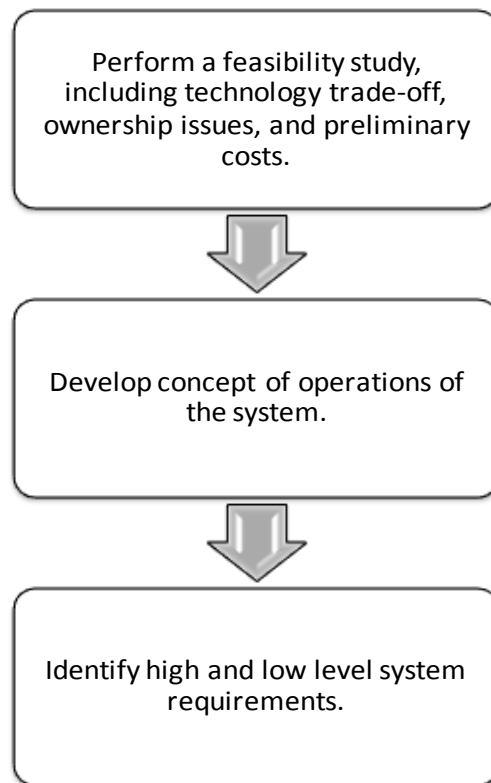 Perform a feasibility study,
including technology trade-off,
ownership issues, and preliminary
costs.
Develop concept of operations of
the system.
Identify high and low level system
requirements.